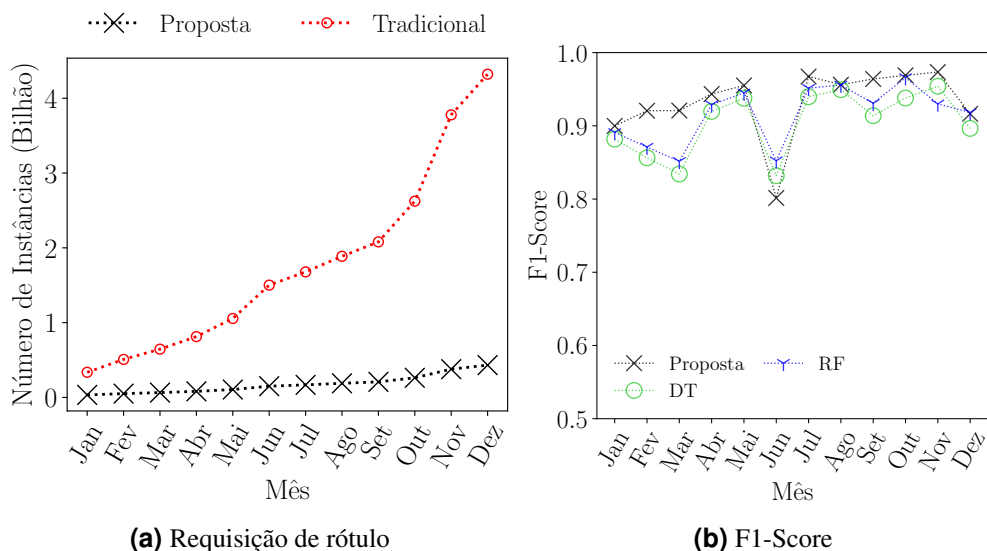 Proposta
Tradicional
Número de Instâncias (Bilhão)
4
3
2
1
0
Jan
Fev
Mar
Abr
Mai
Jun
Jul
Ago
Set
Out
Nov
Dez
Mês
(a) Requisição de rótulo
F1-Score
1.0
0.9
0.8
0.7
0.6
0.5
Proposta
DT
RF
Jan
Fev
Mar
Abr
Mai
Jun
Jul
Ago
Set
Out
Nov
Dez
Mês
(b) F1-Score